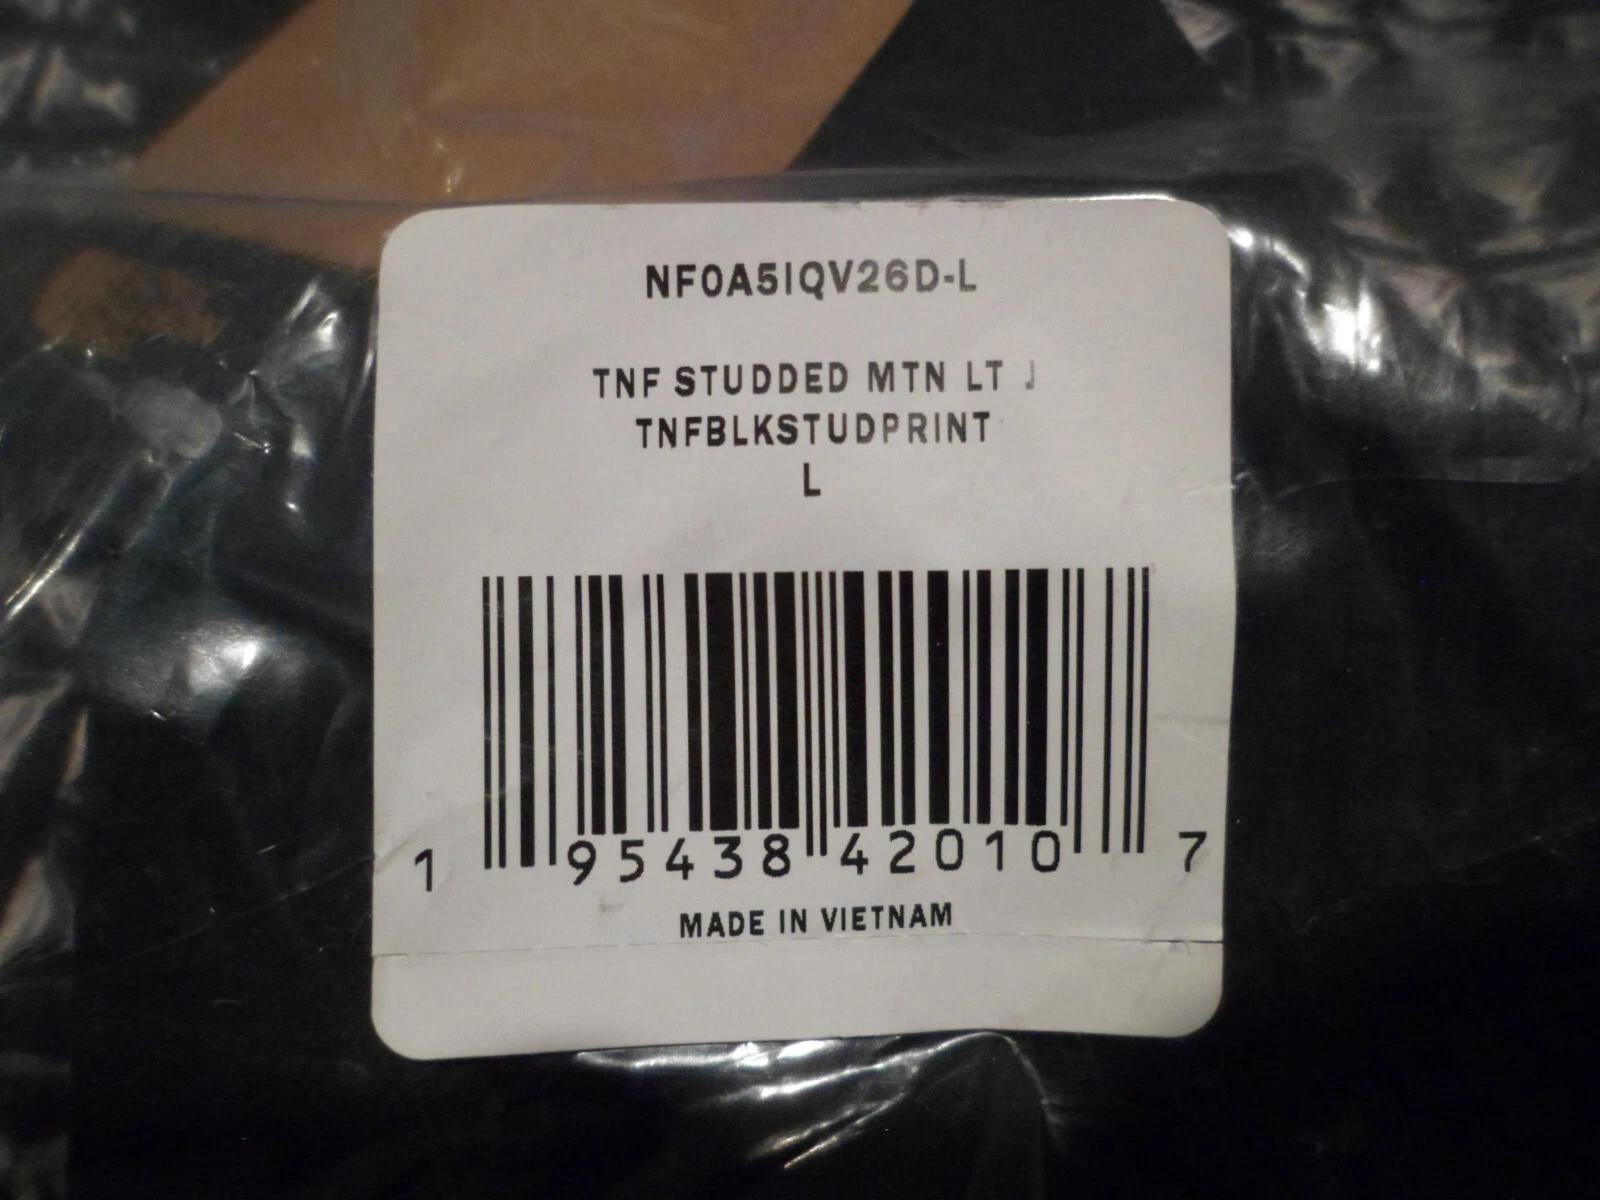 NF0A5IQV26D-L
TNF STUDDED MTN LT J
TNFBLKSTUDPRINT
L
1 95438 42010 7
MADE IN VIETNAM